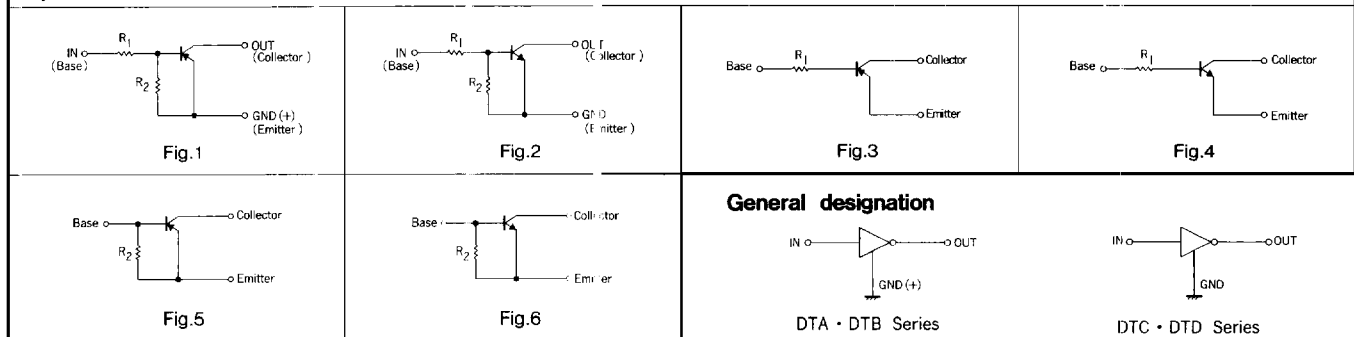 R1
IN
(Base)
OUT
(Collector)
R2
GND (+)
(Emitter)
Fig.1
R1
IN
(Base)
R2
Fig.2
Base
R1
Collector
Emitter
Fig.3
Base
R1
Collector
Emitter
Fig.4
Base
Collector
R2
Emitter
Fig.5
Base
R2
Fig.6
General designation
IN
OUT
GND (+)
DTA・DTB Series
IN
OUT
GND
DTC・DTD Series